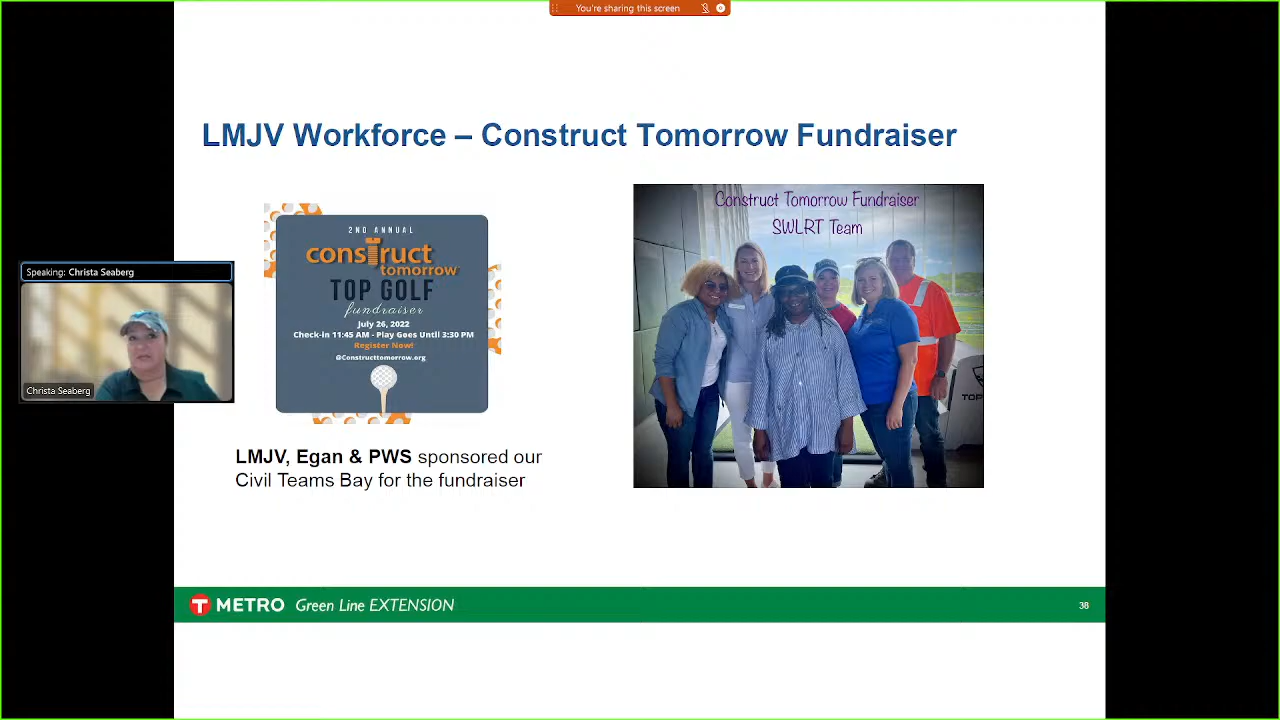 You're sharing this screen
LMJV Workforce – Construct Tomorrow Fundraiser
Speaking: Christa Seaberg
Christa Seaberg
2ND ANNUAL
construct
tomorrow
TOP GOLF
fundraiser
July 26, 2022
Check-in 11:45 AM - Play Goes Until 3:30 PM
Register Now!
@Constructtomorrow.org
LMJV, Egan & PWS sponsored our
Civil Teams Bay for the fundraiser
Construct Tomorrow Fundraiser
SWLRT Team
TOP
T METRO Green Line EXTENSION
38